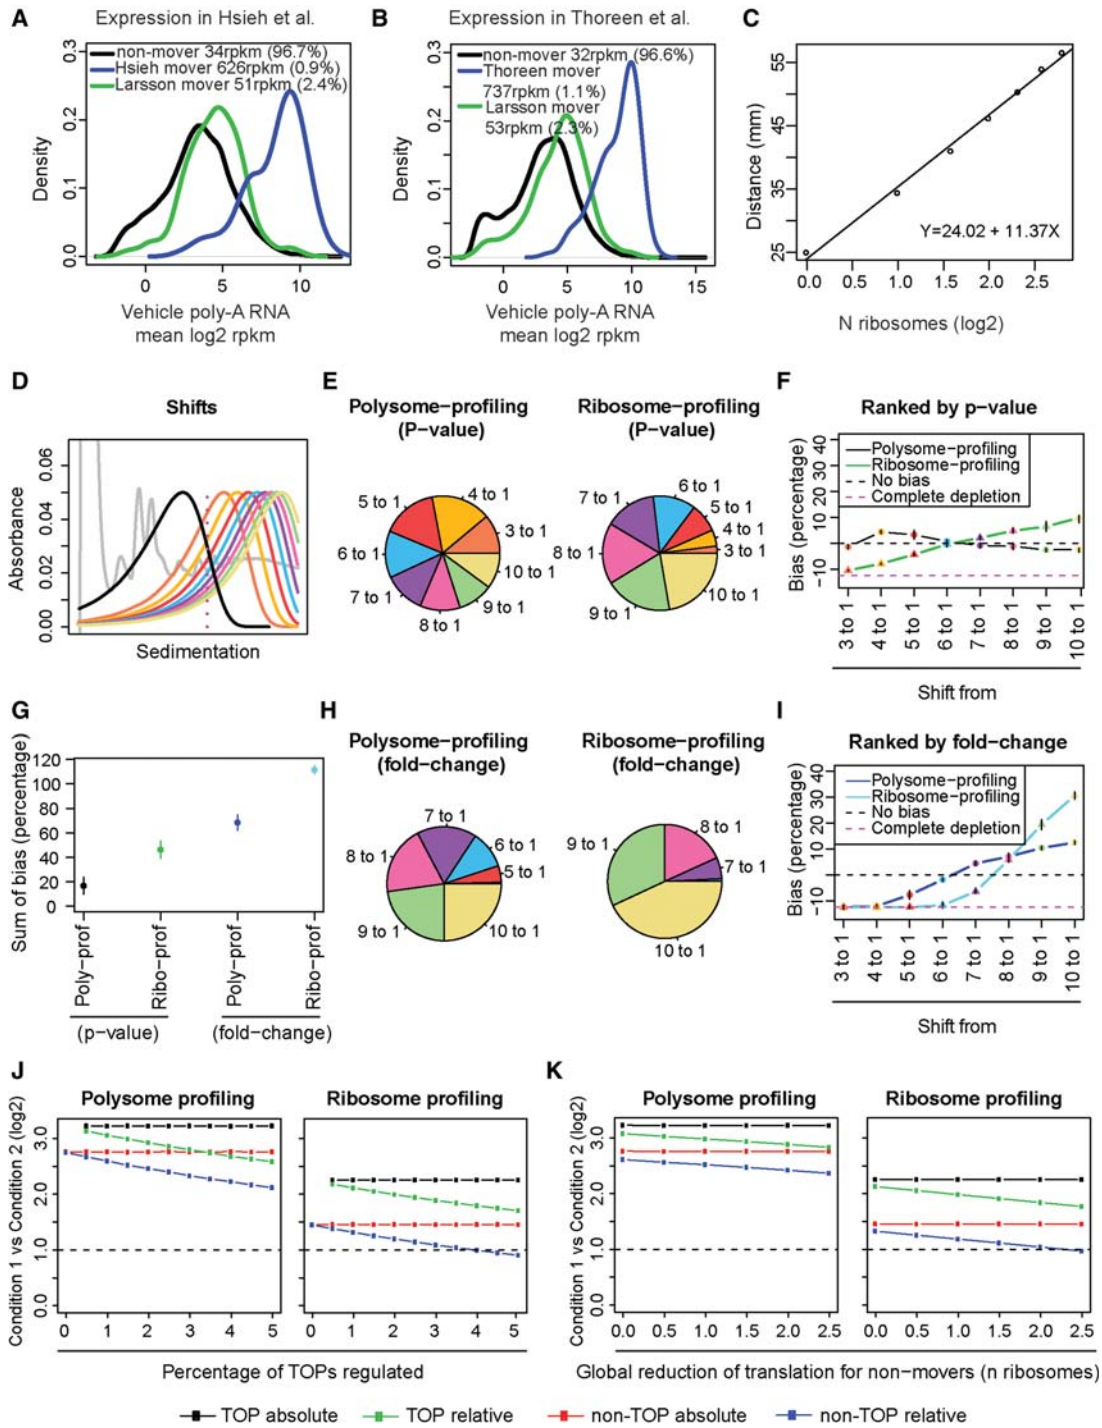 A
Expression in Hsieh et al.
non-mover 34rpkm (96.7%)
Hsieh mover 626rpkm (0.9%)
Larsson mover 51rpkm (2.4%)
Density
0.0 0.1 0.2 0.3
0 5 10
Vehicle poly-A RNA
mean log2 rpkm
B
Expression in Thoreen et al.
non-mover 32rpkm (96.6%)
Thoreen mover
737rpkm (1.1%)
Larsson mover
53rpkm (2.3%)
Density
0.0 0.1 0.2 0.3
0 5 10 15
Vehicle poly-A RNA
mean log2 rpkm
C
Distance (mm)
25 35 45 55
Y=24.02 + 11.37X
0.0 0.5 1.0 1.5 2.0 2.5
N ribosomes (log2)
D
Shifts
Absorbance
0.00 0.02 0.04 0.06
Sedimentation
E
Polysome-profiling
(P-value)
5 to 1
4 to 1
3 to 1
6 to 1
10 to 1
7 to 1
9 to 1
8 to 1
Ribosome-profiling
(P-value)
7 to 1
6 to 1
5 to 1
4 to 1
3 to 1
8 to 1
10 to 1
9 to 1
F
Ranked by p-value
Polysome-profiling
Ribosome-profiling
No bias
Complete depletion
Bias (percentage)
-10 10 20 30 40
3 to 1
4 to 1
5 to 1
6 to 1
7 to 1
8 to 1
9 to 1
10 to 1
Shift from
G
Sum of bias (percentage)
0 20 40 60 80 100 120
Poly-prof
Ribo-prof
Poly-prof
Ribo-prof
(p-value)
(fold-change)
H
Polysome-profiling
(fold-change)
7 to 1
6 to 1
8 to 1
5 to 1
9 to 1
10 to 1
Ribosome-profiling
(fold-change)
9 to 1
8 to 1
7 to 1
10 to 1
I
Ranked by fold-change
Polysome-profiling
Ribosome-profiling
No bias
Complete depletion
Bias (percentage)
-10 10 20 30 40
3 to 1
4 to 1
5 to 1
6 to 1
7 to 1
8 to 1
9 to 1
10 to 1
Shift from
J
Polysome profiling
Ribosome profiling
Condition 1 vs Condition 2 (log2)
0.0 1.0 2.0 3.0
0 1 2 3 4 5
0 1 2 3 4 5
Percentage of TOPs regulated
K
Polysome profiling
Ribosome profiling
Condition 1 vs Condition 2 (log2)
0.0 1.0 2.0 3.0
0.0 0.5 1.0 1.5 2.0 2.5
0.0 0.5 1.0 1.5 2.0 2.5
Global reduction of translation for non-movers (n ribosomes)
TOP absolute
TOP relative
non-TOP absolute
non-TOP relative